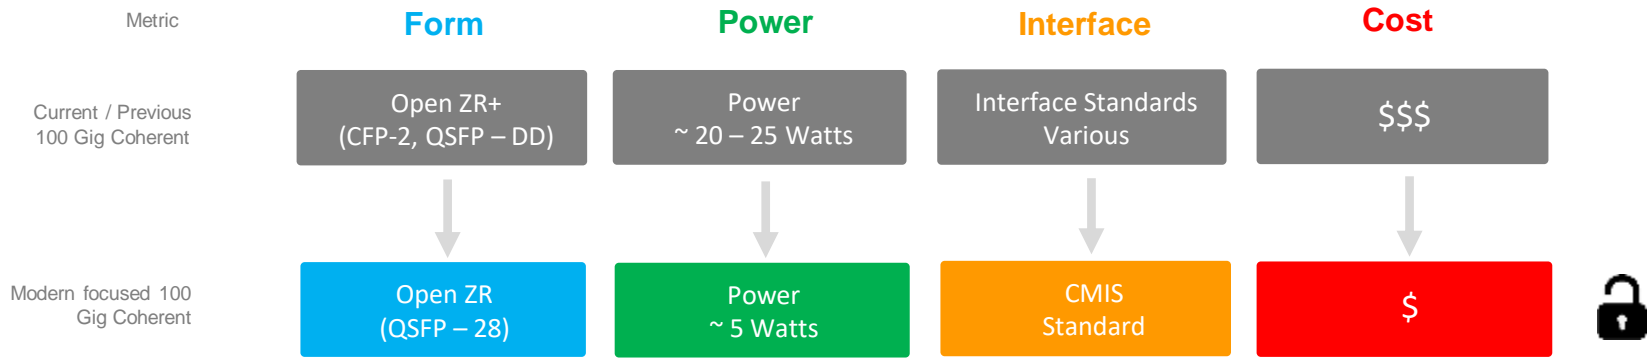 Metric
Form
Power
Interface
Cost
Current / Previous
100 Gig Coherent
Open ZR+
(CFP-2, QSFP – DD)
Power
~ 20 – 25 Watts
Interface Standards
Various
$$$
Modern focused 100
Gig Coherent
Open ZR
(QSFP – 28)
Power
~ 5 Watts
CMIS
Standard
$